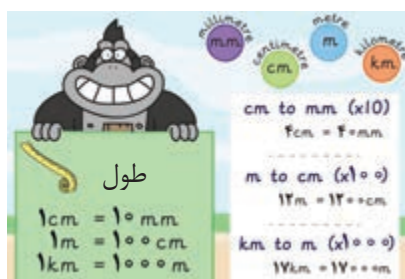 millimetre
mm
centimetre
cm
metre
m
kilometre
km
طول
۱cm = ۱۰ mm
۱m = ۱۰۰ cm
۱km = ۱۰۰۰ m
cm to mm (x۱۰)
۴cm = ۴۰mm
m to cm (x۱۰۰)
۱۲m = ۱۲۰۰cm
km to m (x۱۰۰۰)
۱۷km = ۱۷۰۰۰m